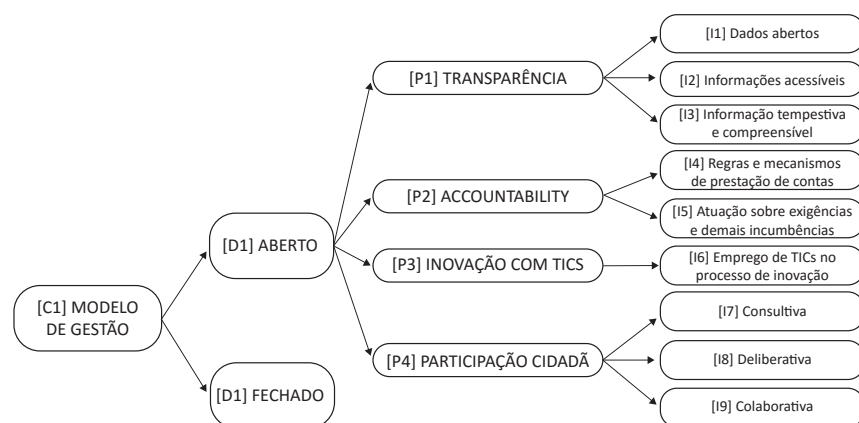 [I1] Dados abertos
[P1] TRANSPARÊNCIA
[I2] Informações acessíveis
[I3] Informação tempestiva
e compreensível
[I4] Regras e mecanismos
de prestação de contas
[P2] ACCOUNTABILITY
[I5] Atuação sobre exigências
e demais incumbências
[D1] ABERTO
[P3] INOVAÇÃO COM TICS
[I6] Emprego de TICs no
processo de inovação
[C1] MODELO
DE GESTÃO
[I7] Consultiva
[P4] PARTICIPAÇÃO CIDADÃ
[I8] Deliberativa
[D1] FECHADO
[I9] Colaborativa